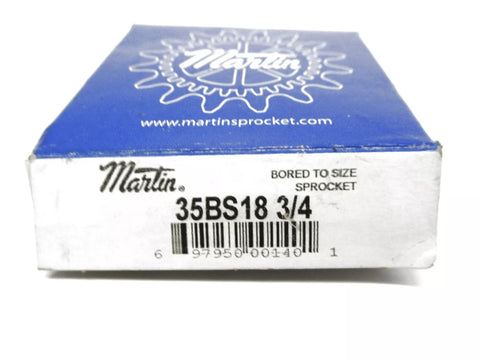 Martin
www.martinsprocket.com
Martin®
BORED TO SIZE
SPROCKET
35BS18 3/4
6 97950 00140 1